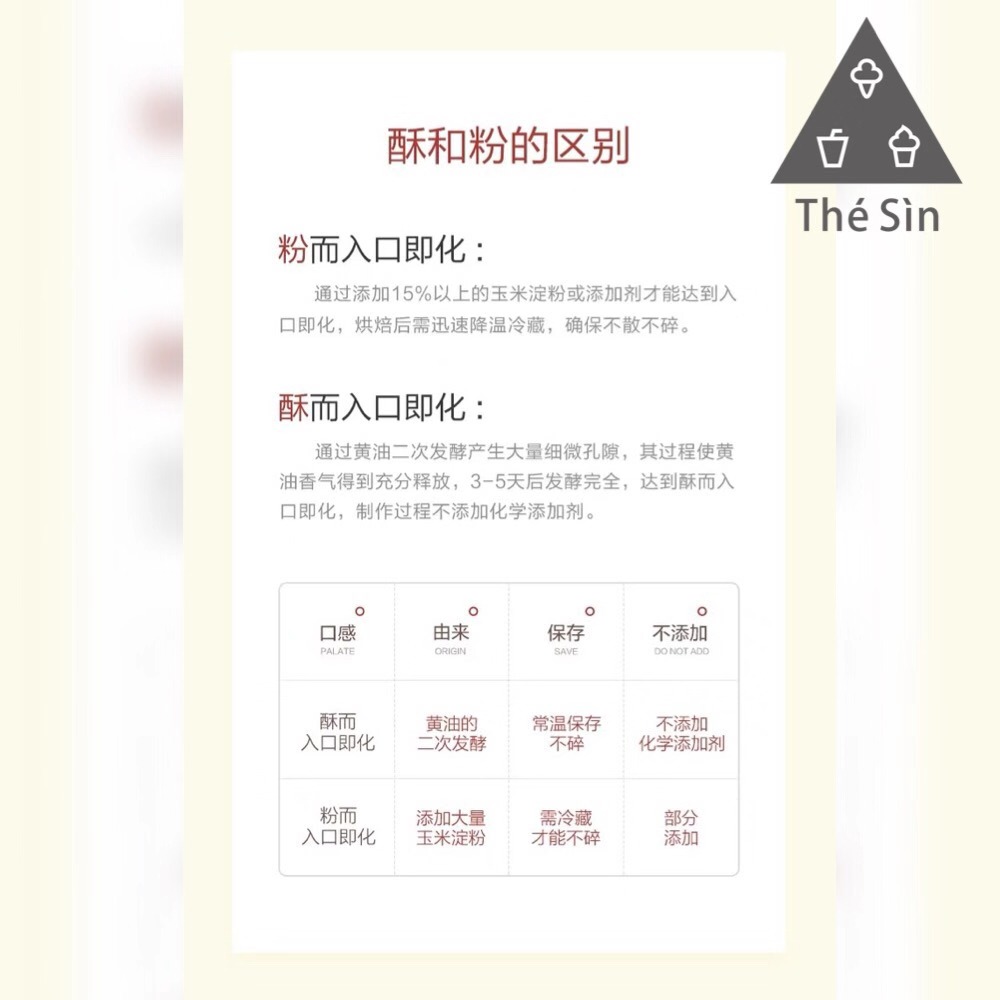 Thé Sìn
酥和粉的区别
粉而入口即化：
通过添加15%以上的玉米淀粉或添加剂才能达到入
口即化，烘焙后需迅速降温冷藏，确保不散不碎。
酥而入口即化：
通过黄油二次发酵产生大量细微孔隙，其过程使黄
油香气得到充分释放，3-5天后发酵完全，达到酥而入
口即化，制作过程不添加化学添加剂。
口感 由来 保存 不添加
PALATE ORIGIN SAVE DO NOT ADD
酥而 黄油的 常温保存 不添加
入口即化 二次发酵 不碎 化学添加剂
粉而 添加大量 需冷藏 部分
入口即化 玉米淀粉 才能不碎 添加